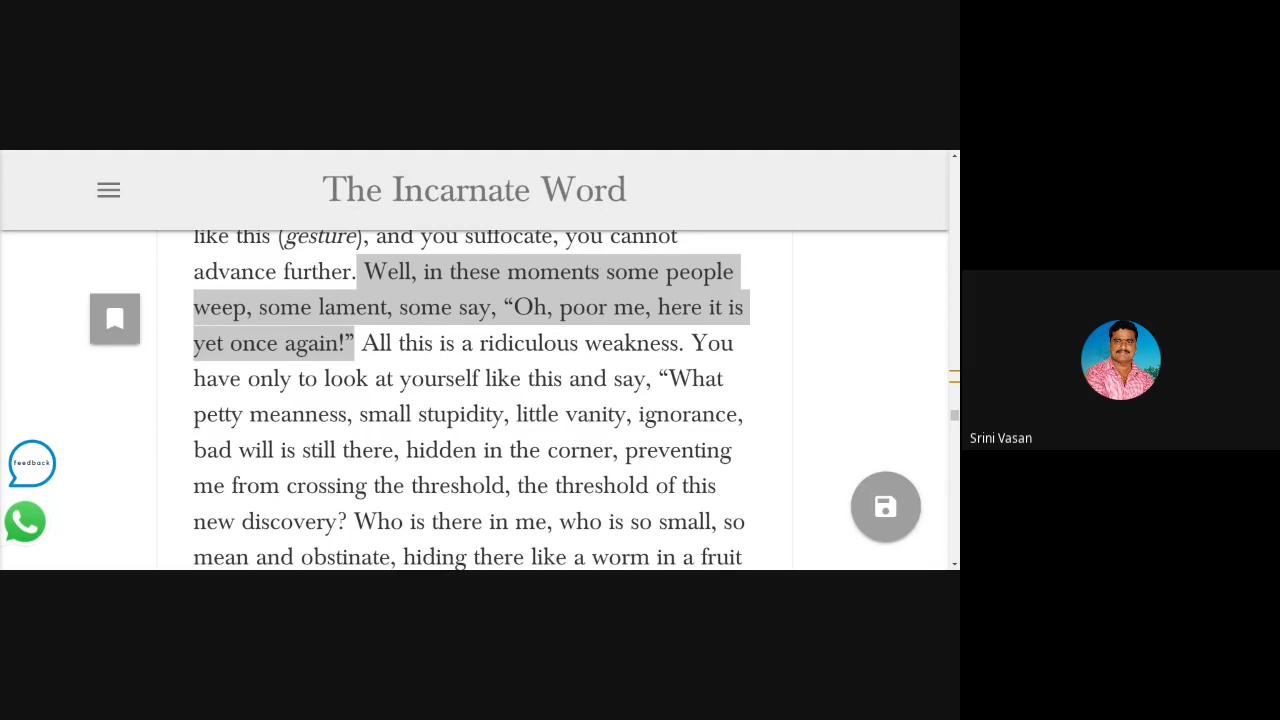 The Incarnate Word
like this (gesture), and you suffocate, you cannot
advance further. Well, in these moments some people
weep, some lament, some say, “Oh, poor me, here it is
yet once again!” All this is a ridiculous weakness. You
have only to look at yourself like this and say, “What
petty meanness, small stupidity, little vanity, ignorance,
bad will is still there, hidden in the corner, preventing
me from crossing the threshold, the threshold of this
new discovery? Who is there in me, who is so small, so
mean and obstinate, hiding there like a worm in a fruit
feedback
Srini Vasan